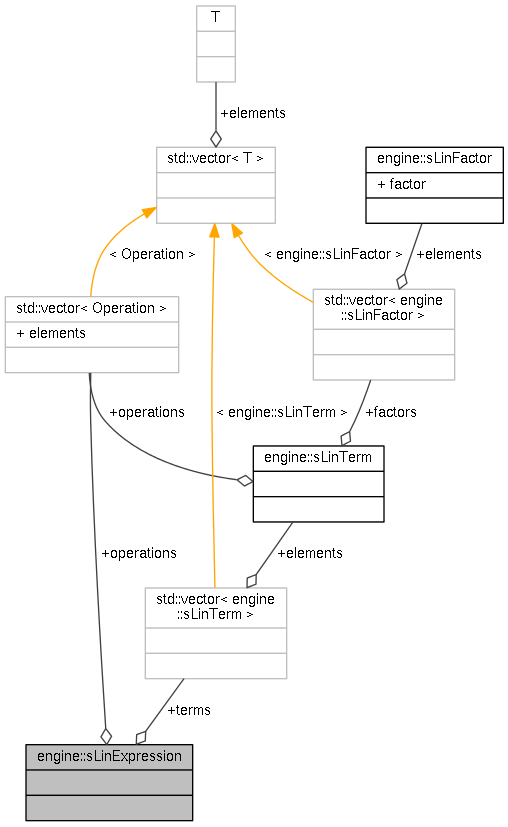 T
+elements
std::vector< T >
engine::sLinFactor
+ factor
< Operation >
< engine::sLinFactor >
+elements
std::vector< Operation >
+ elements
std::vector< engine
::sLinFactor >
+operations
< engine::sLinTerm >
+factors
engine::sLinTerm
+operations
+elements
std::vector< engine
::sLinTerm >
+terms
engine::sLinExpression